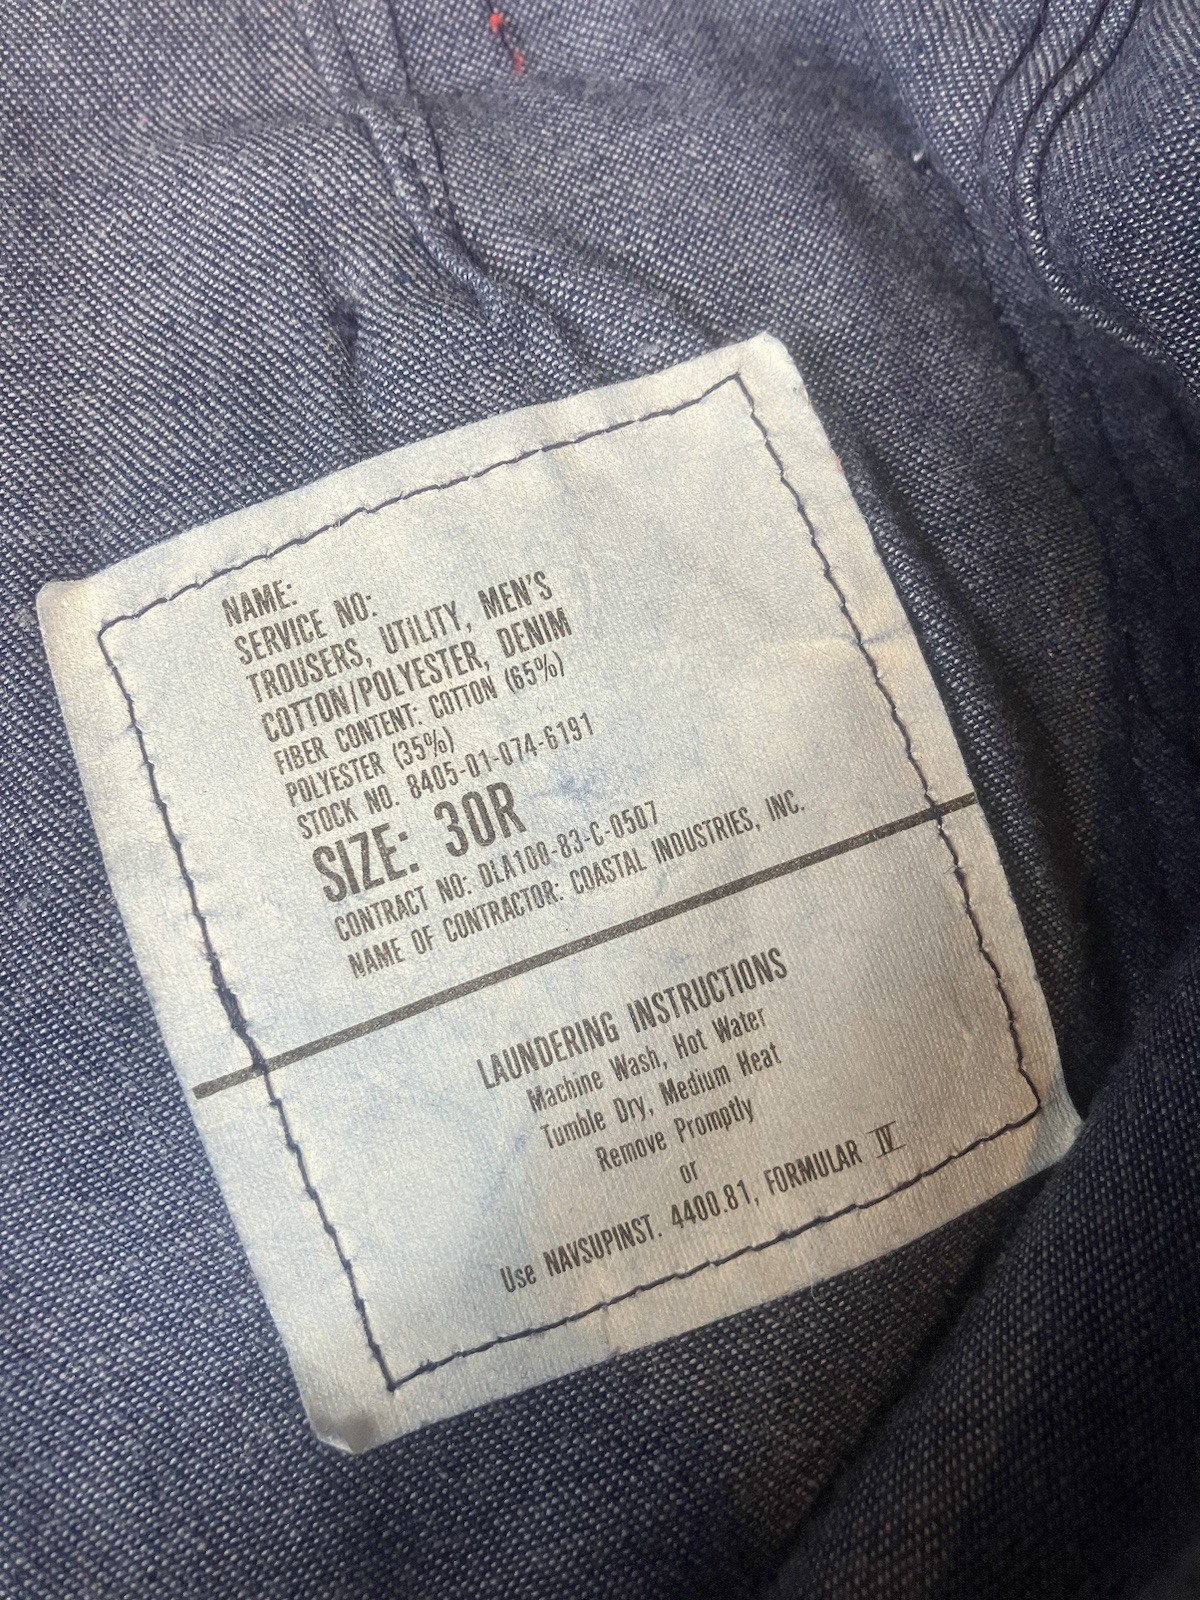 NAME:
SERVICE NO:
TROUSERS, UTILITY, MEN'S
COTTON/POLYESTER, DENIM
FIBER CONTENT: COTTON (65%)
POLYESTER (35%)
STOCK NO. 8405-01-074-6191
SIZE: 30R
CONTRACT NO: DLA100-83-C-0507
NAME OF CONTRACTOR: COASTAL INDUSTRIES, INC.
LAUNDERING INSTRUCTIONS
Machine Wash, Hot Water
Tumble Dry, Medium Heat
Remove Promptly
or
Use NAVSUPINST. 4400.81, FORMULAR IV